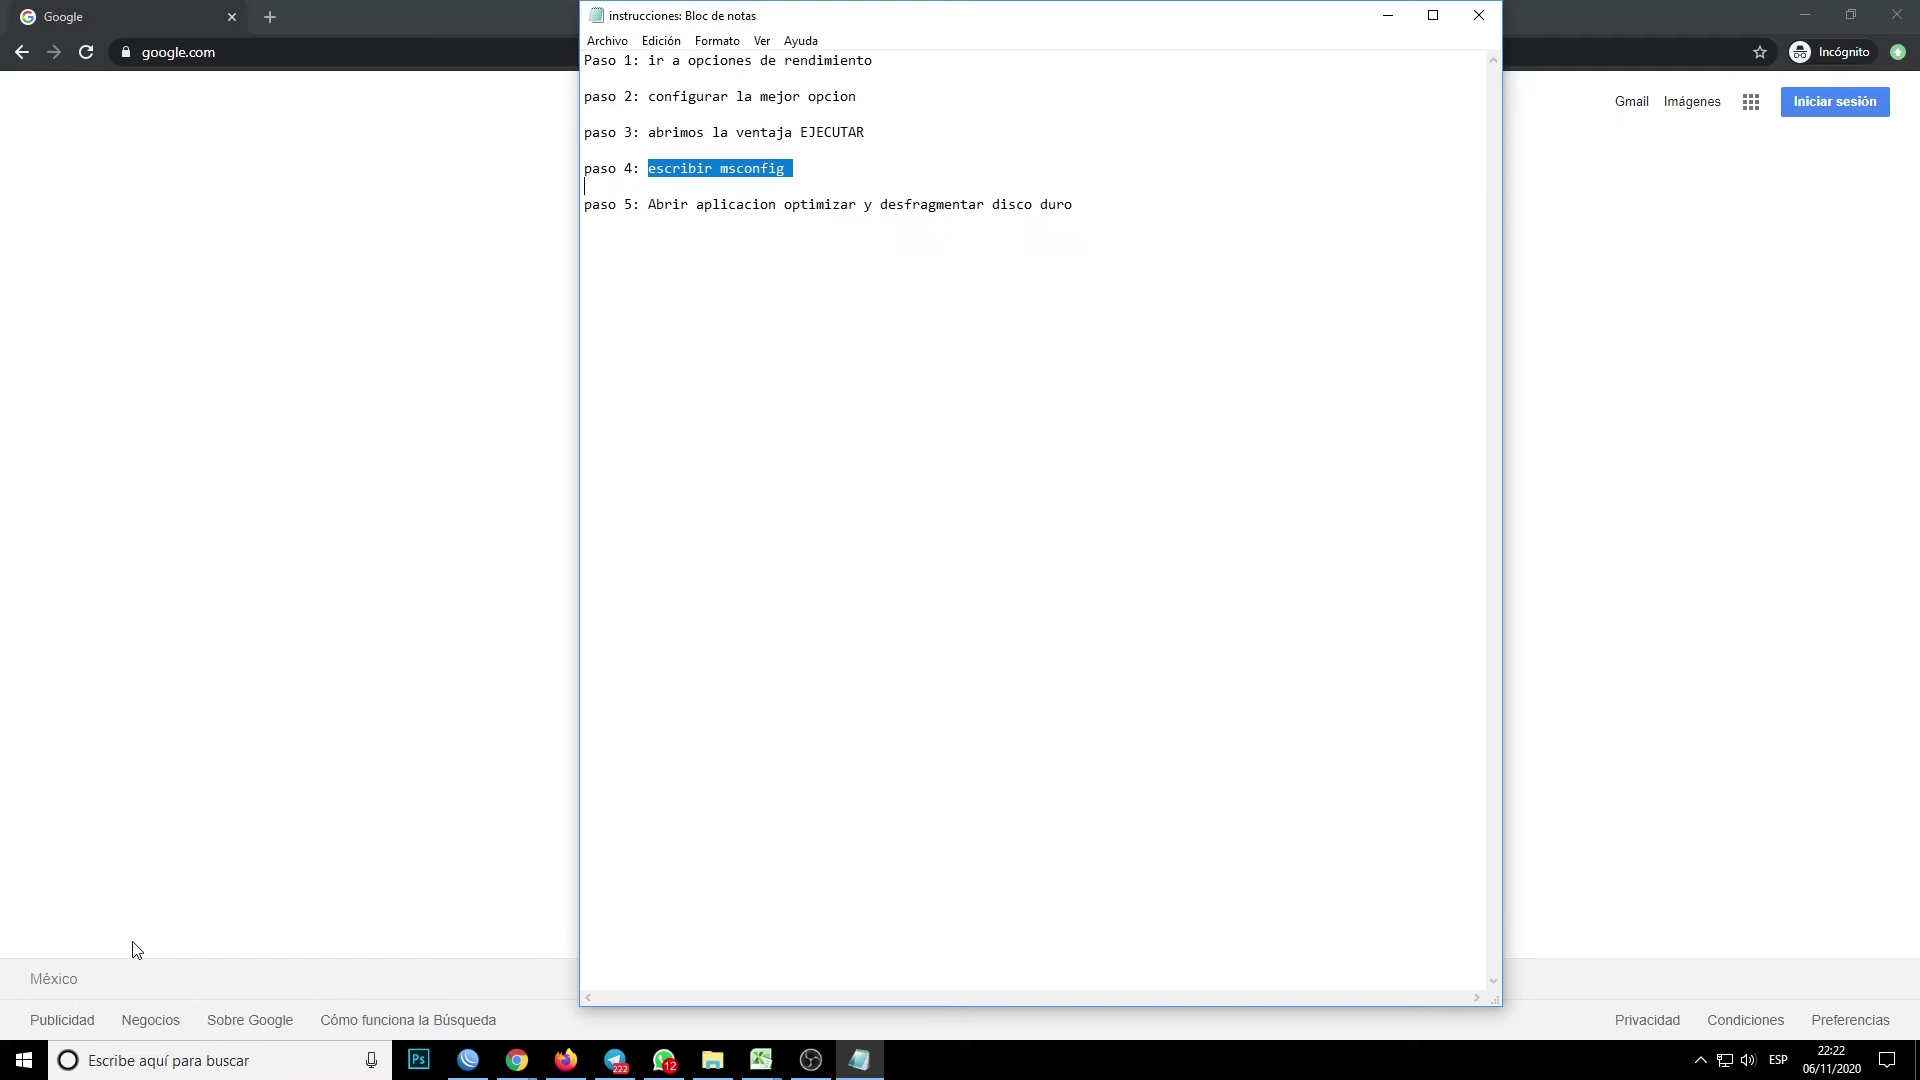 Google
instrucciones: Bloc de notas
google.com
Incógnito
Archivo Edición Formato Ver Ayuda
Paso 1: ir a opciones de rendimiento
paso 2: configurar la mejor opcion
paso 3: abrimos la ventaja EJECUTAR
paso 4: escribir msconfig
paso 5: Abrir aplicacion optimizar y desfragmentar disco duro
Gmail Imágenes Iniciar sesión
México
Publicidad Negocios Sobre Google Cómo funciona la Búsqueda
Privacidad Condiciones Preferencias
Escribe aquí para buscar
Ps
222
12
ESP
22:22
06/11/2020